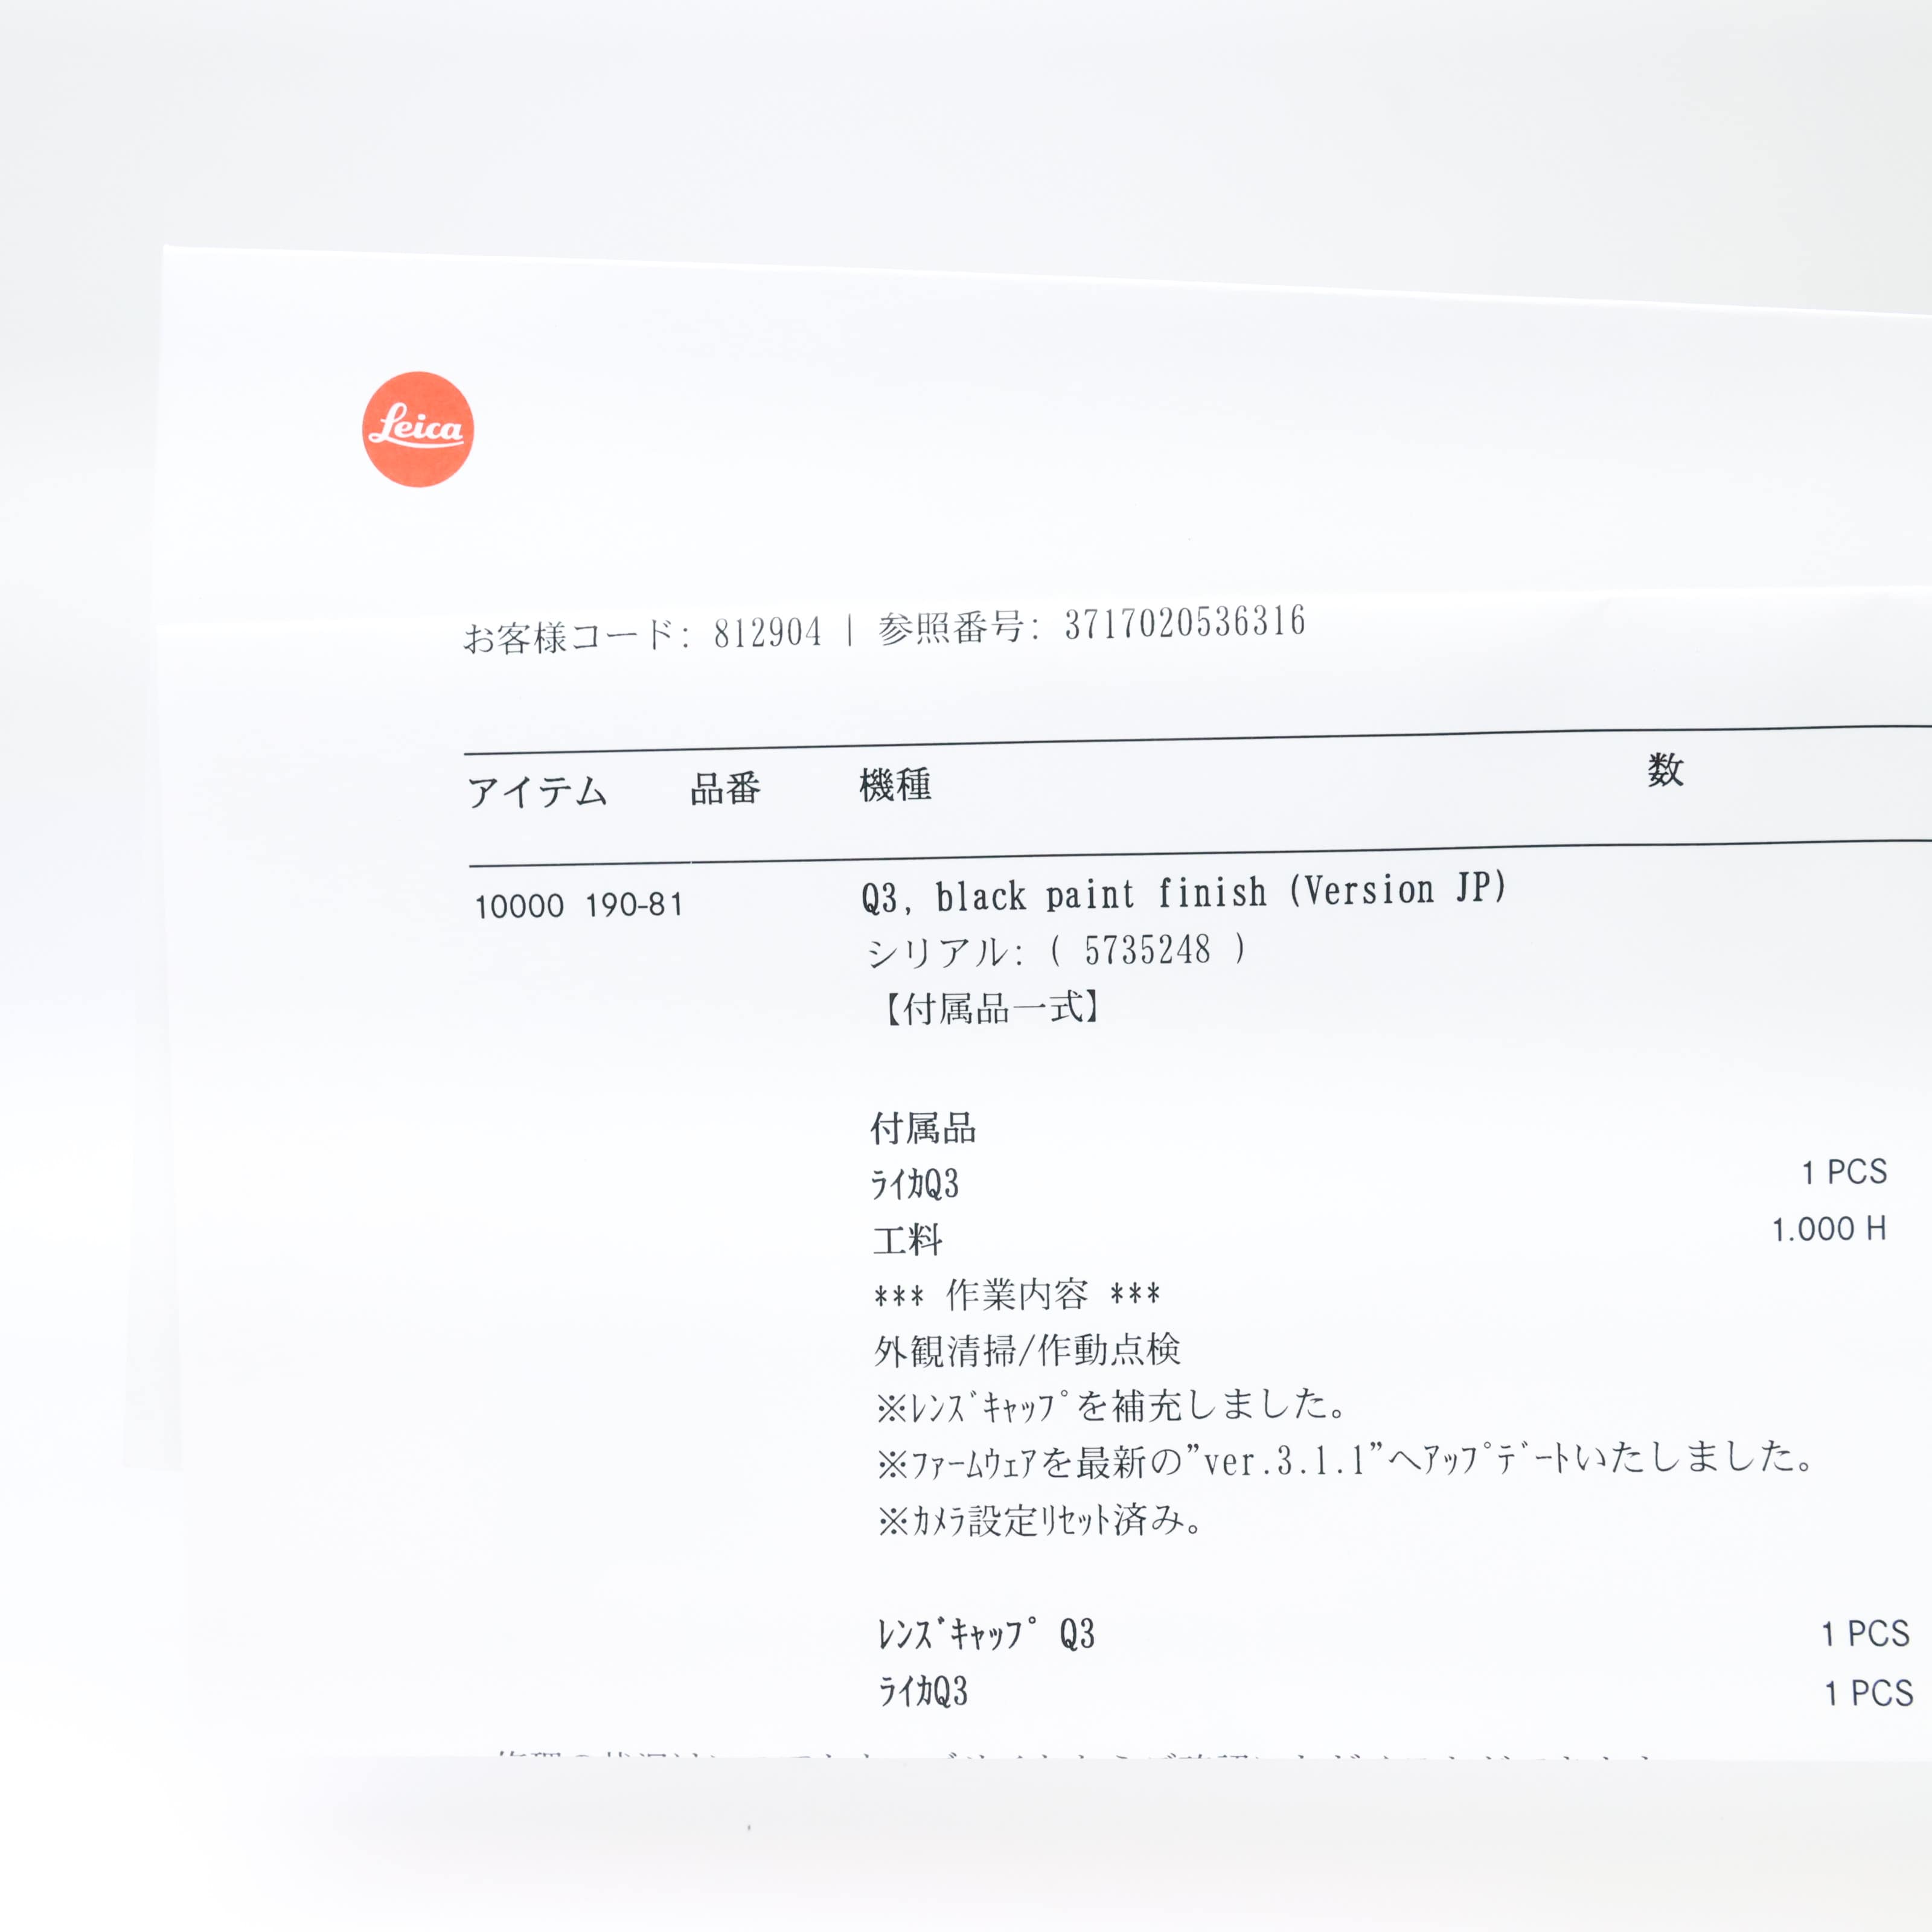 Leica
お客様コード: 812904 | 参照番号: 3717020536316
アイテム 品番 機種 数
10000 190-81 Q3, black paint finish (Version JP)
シリアル: ( 5735248 )
【付属品一式】
付属品
ﾗｲｶQ3 1 PCS
工料 1.000 H
*** 作業内容 ***
外観清掃/作動点検
※ﾚﾝｽﾞｷｬｯﾌﾟを補充しました。
※ﾌｧｰﾑｳｪｱを最新の”ver.3.1.1”へｱｯﾌﾟﾃﾞｰﾄいたしました。
※ｶﾒﾗ設定ﾘｾｯﾄ済み。
ﾚﾝｽﾞｷｬｯﾌﾟ Q3 1 PCS
ﾗｲｶQ3 1 PCS